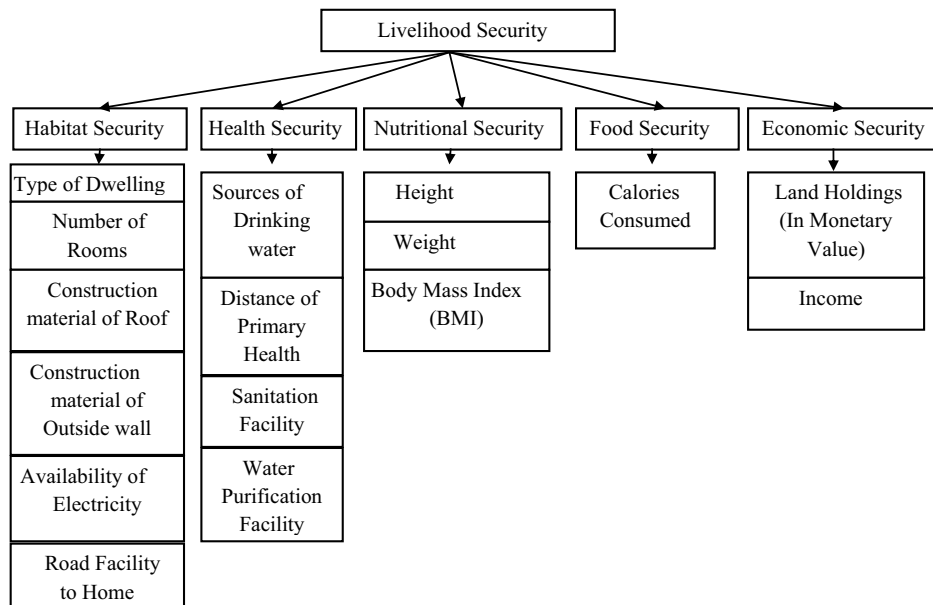 Livelihood Security
Habitat Security
Health Security
Nutritional Security
Food Security
Economic Security
Type of Dwelling
Number of
Rooms
Construction
material of Roof
Construction
material of
Outside wall
Availability of
Electricity
Road Facility
to Home
Sources of
Drinking
water
Distance of
Primary
Health
Sanitation
Facility
Water
Purification
Facility
Height
Weight
Body Mass Index
(BMI)
Calories
Consumed
Land Holdings
(In Monetary
Value)
Income